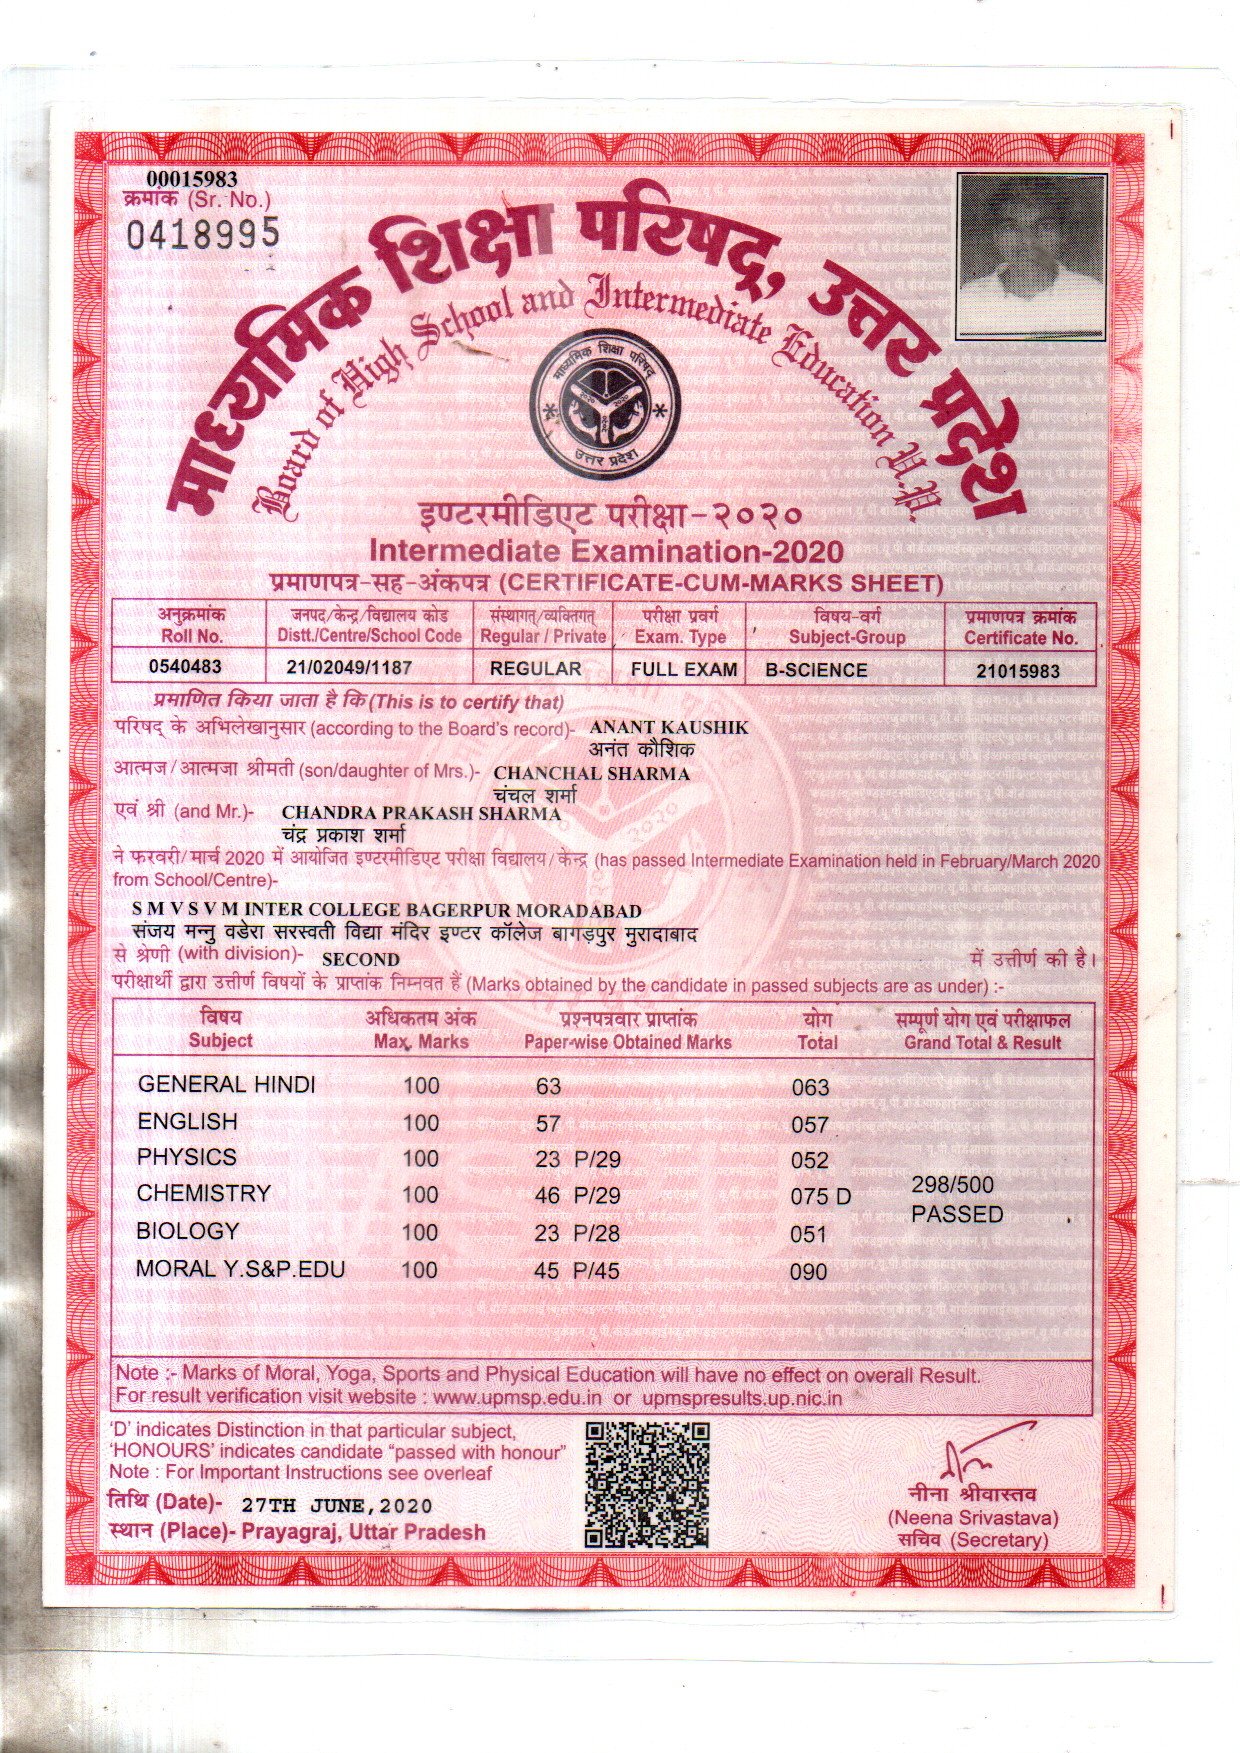 00015983
क्रमांक (Sr. No.)
0418995
माध्यमिक शिक्षा परिषद्, उत्तर प्रदेश
Board of High School and Intermediate Education U.P.
माध्यमिक शिक्षा परिषद्
उत्तर प्रदेश
इण्टरमीडिएट परीक्षा-२०२०
Intermediate Examination-2020
प्रमाणपत्र-सह-अंकपत्र (CERTIFICATE-CUM-MARKS SHEET)
अनुक्रमांक जनपद/केन्द्र/विद्यालय कोड संस्थागत्/व्यक्तिगत् परीक्षा प्रवर्ग विषय-वर्ग प्रमाणपत्र क्रमांक
Roll No. Distt./Centre/School Code Regular / Private Exam. Type Subject-Group Certificate No.
0540483 21/02049/1187 REGULAR FULL EXAM B-SCIENCE 21015983
प्रमाणित किया जाता है कि (This is to certify that)
परिषद् के अभिलेखानुसार (according to the Board's record)- ANANT KAUSHIK
अनंत कौशिक
आत्मज/आत्मजा श्रीमती (son/daughter of Mrs.)- CHANCHAL SHARMA
चंचल शर्मा
एवं श्री (and Mr.)- CHANDRA PRAKASH SHARMA
चंद्र प्रकाश शर्मा
ने फरवरी/मार्च 2020 में आयोजित इण्टरमीडिएट परीक्षा विद्यालय/केन्द्र (has passed Intermediate Examination held in February/March 2020
from School/Centre)-
S M V S V M INTER COLLEGE BAGERPUR MORADABAD
संजय मन्नु वडेरा सरस्वती विद्या मंदिर इण्टर कॉलेज बागड़पुर मुरादाबाद
से श्रेणी (with division)- SECOND में उत्तीर्ण की है।
परीक्षार्थी द्वारा उत्तीर्ण विषयों के प्राप्तांक निम्नवत हैं (Marks obtained by the candidate in passed subjects are as under) :-
विषय अधिकतम अंक प्रश्नपत्रवार प्राप्तांक योग सम्पूर्ण योग एवं परीक्षाफल
Subject Max. Marks Paper-wise Obtained Marks Total Grand Total & Result
GENERAL HINDI 100 63 063
ENGLISH 100 57 057
PHYSICS 100 23 P/29 052
CHEMISTRY 100 46 P/29 075 D 298/500
PASSED
BIOLOGY 100 23 P/28 051
MORAL Y.S&P.EDU 100 45 P/45 090
Note :- Marks of Moral, Yoga, Sports and Physical Education will have no effect on overall Result.
For result verification visit website : www.upmsp.edu.in or upmspresults.up.nic.in
'D' indicates Distinction in that particular subject,
'HONOURS' indicates candidate "passed with honour"
Note : For Important Instructions see overleaf
तिथि (Date)- 27TH JUNE,2020
स्थान (Place)- Prayagraj, Uttar Pradesh
नीना श्रीवास्तव
(Neena Srivastava)
सचिव (Secretary)